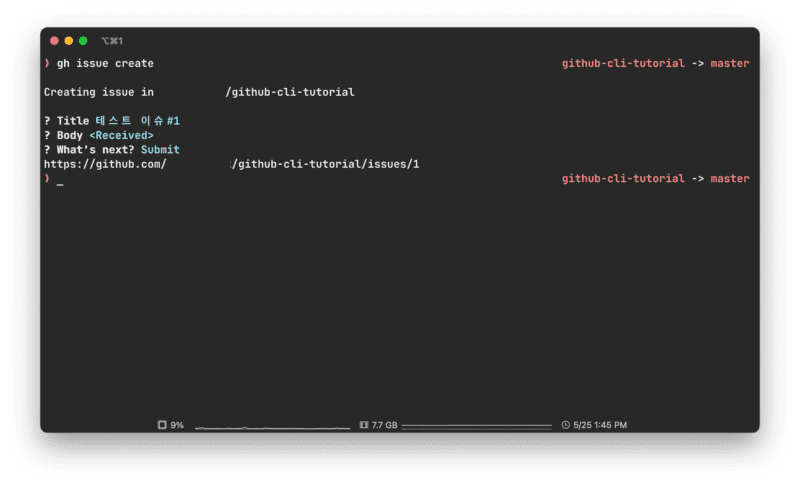 ⌥⌘1
❯ gh issue create github-cli-tutorial -> master
Creating issue in /github-cli-tutorial
? Title 테스트 이슈 #1
? Body <Received>
? What's next? Submit
https://github.com/ /github-cli-tutorial/issues/1
❯ _ github-cli-tutorial -> master
9% 7.7 GB 5/25 1:45 PM